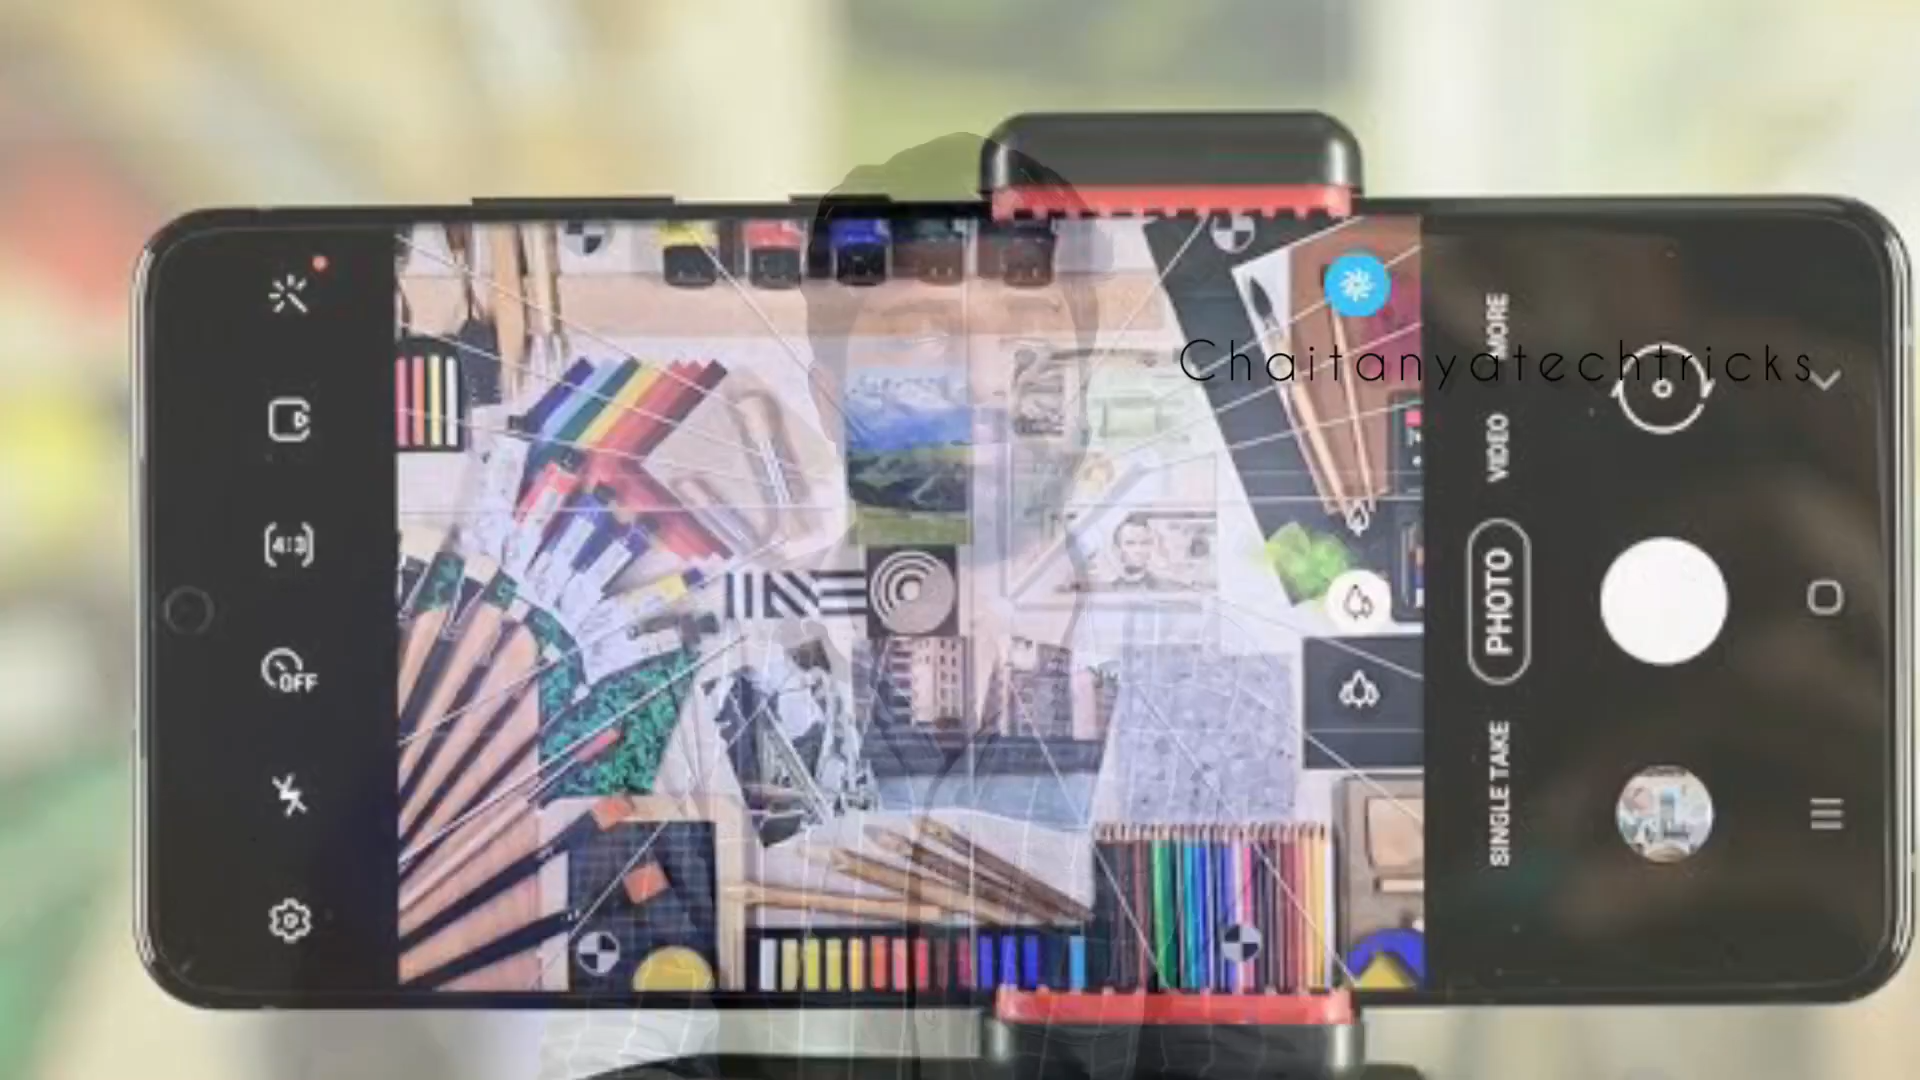 Chaitanyatechtricks
4:3
OFF
MORE
VIDEO
PHOTO
SINGLE TAKE